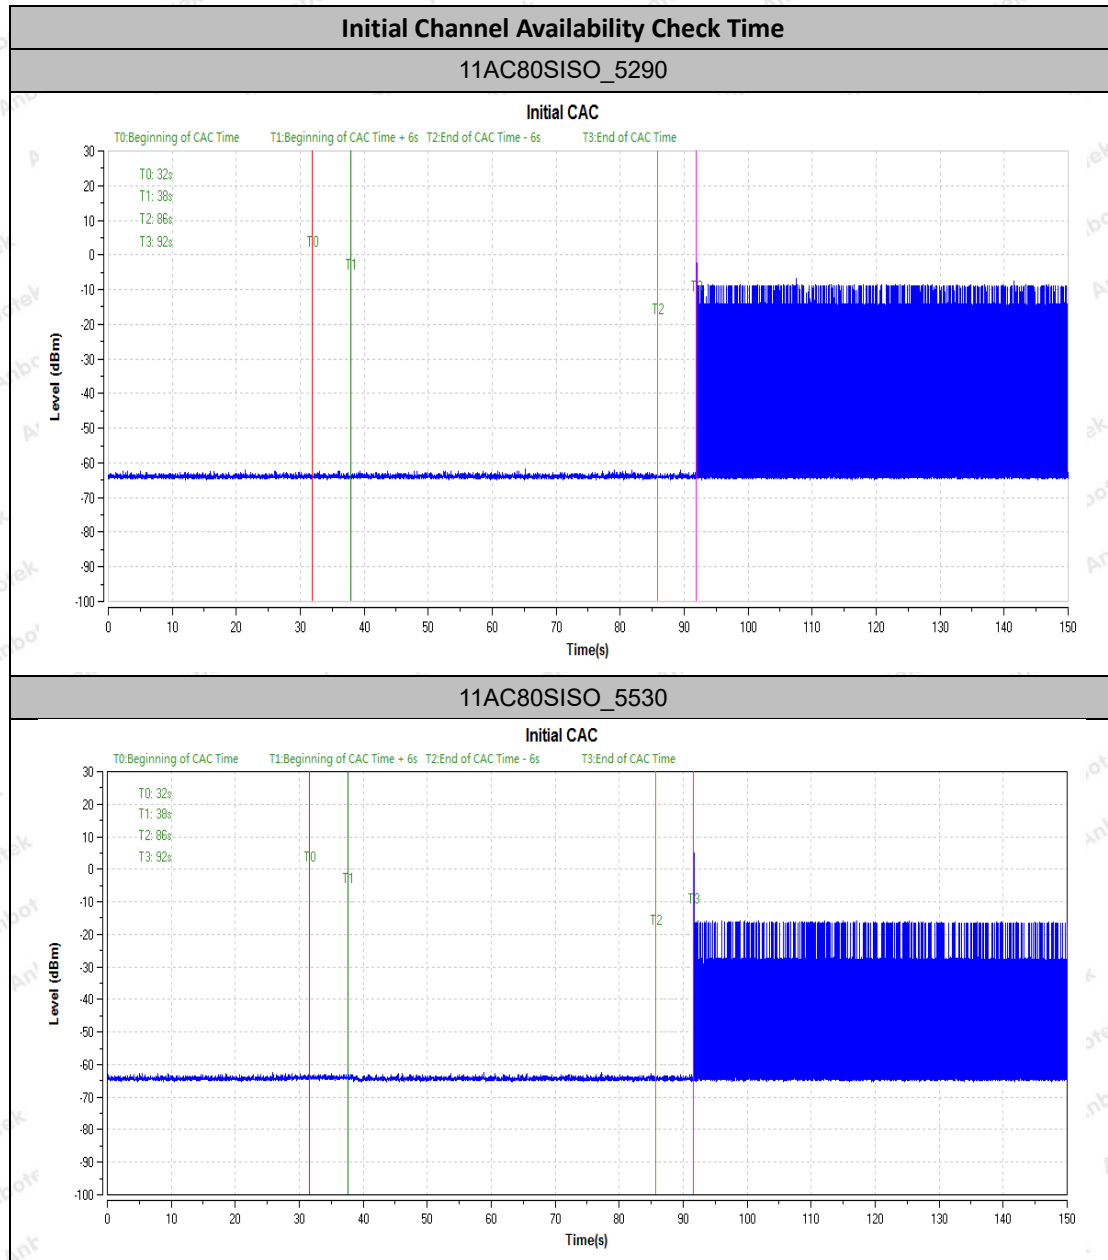 Initial Channel Availability Check Time
11AC80SISO_5290
Initial CAC
T0:Beginning of CAC Time T1:Beginning of CAC Time + 6s T2:End of CAC Time - 6s T3:End of CAC Time
T0: 32s
T1: 38s
T2: 86s
T3: 92s
T0
T1
T2
Level (dBm)
30
20
10
0
-10
-20
-30
-40
-50
-60
-70
-80
-90
-100
0 10 20 30 40 50 60 70 80 90 100 110 120 130 140 150
Time(s)
11AC80SISO_5530
Initial CAC
T0:Beginning of CAC Time T1:Beginning of CAC Time + 6s T2:End of CAC Time - 6s T3:End of CAC Time
T0: 32s
T1: 38s
T2: 86s
T3: 92s
T0
T1
T2
T3
Level (dBm)
30
20
10
0
-10
-20
-30
-40
-50
-60
-70
-80
-90
-100
0 10 20 30 40 50 60 70 80 90 100 110 120 130 140 150
Time(s)